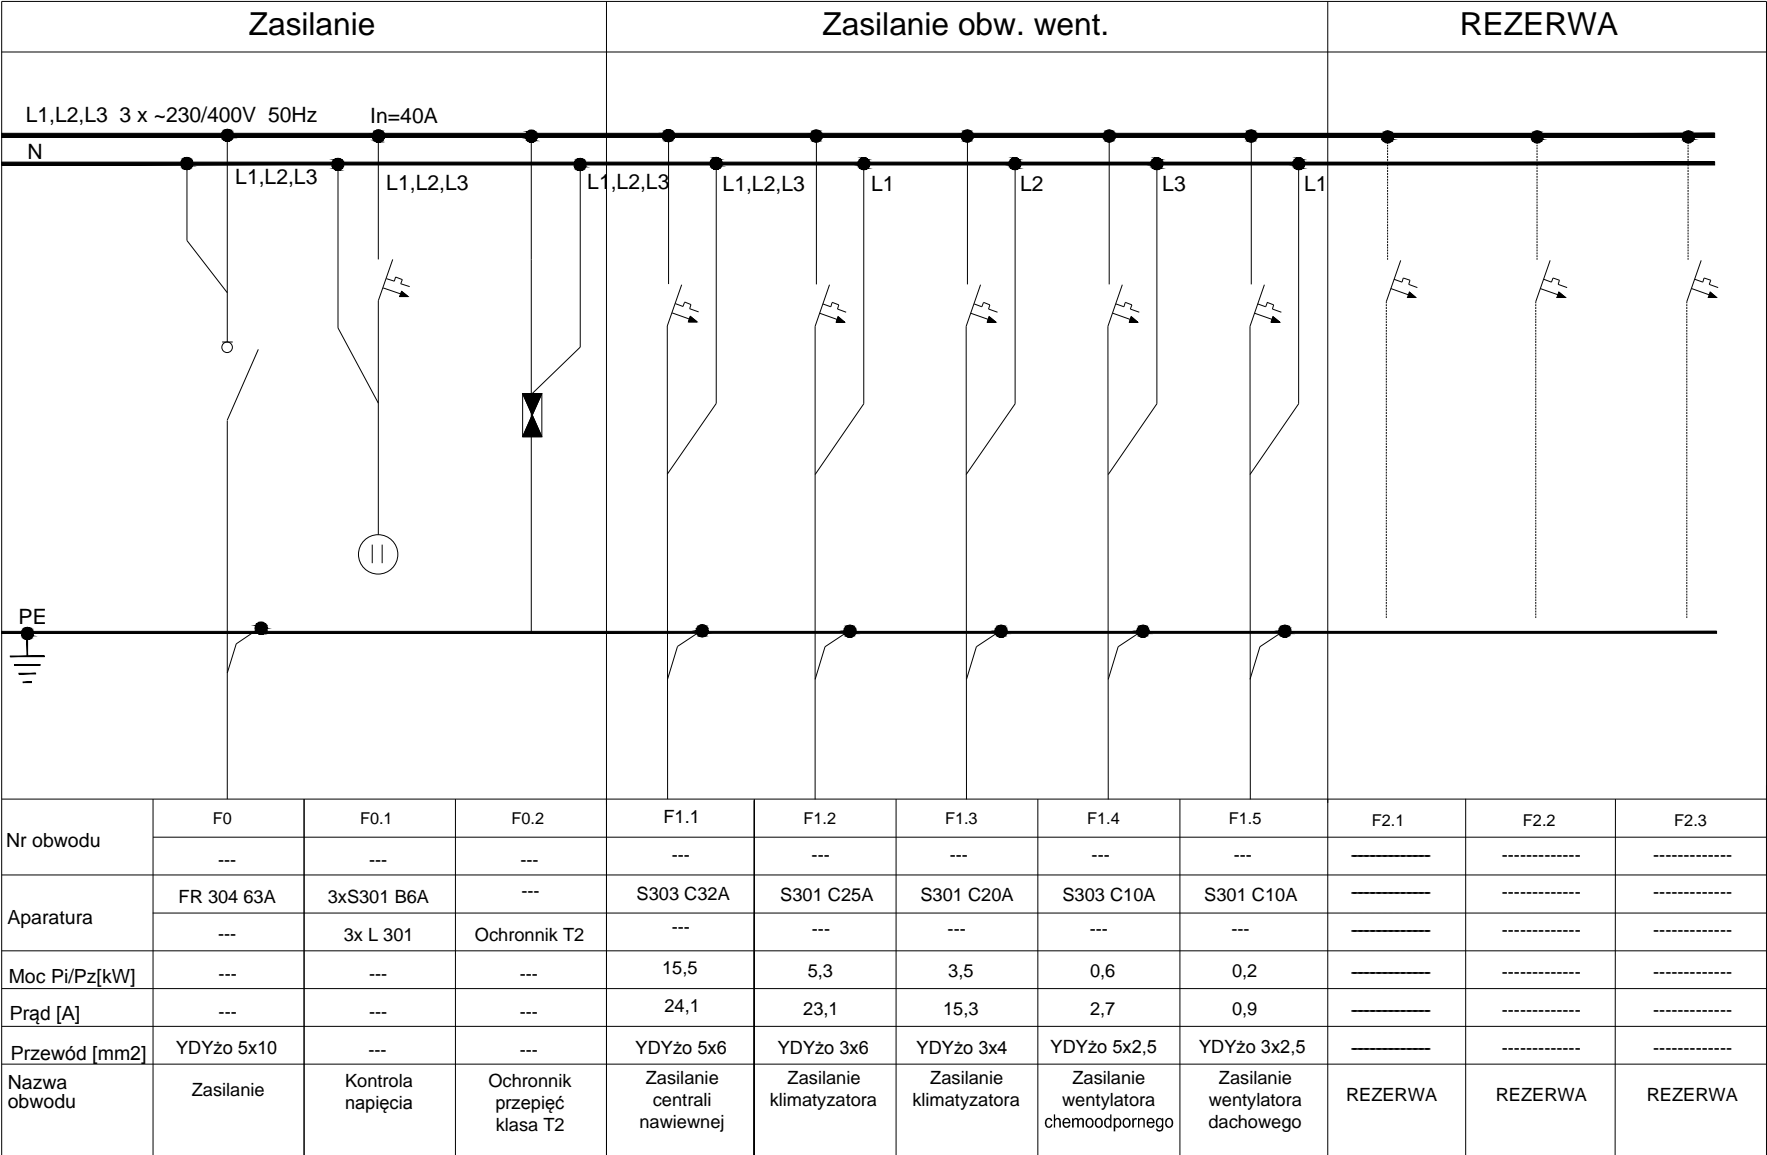 Zasilanie
Zasilanie obw. went.
REZERWA
L1,L2,L3 3 x ~230/400V 50Hz
In=40A
N
L1,L2,L3
L1,L2,L3
L1,L2,L3
L1,L2,L3
L1
L2
L3
L1
PE
Nr obwodu
F0
F0.1
F0.2
F1.1
F1.2
F1.3
F1.4
F1.5
F2.1
F2.2
F2.3
--- --- --- --- --- --- --- --- ------------- ------------- -------------
Aparatura
FR 304 63A
3xS301 B6A
---
S303 C32A
S301 C25A
S301 C20A
S303 C10A
S301 C10A
------------- ------------- -------------
---
3x L 301
Ochronnik T2
--- --- --- --- --- ------------- ------------- -------------
Moc Pi/Pz[kW]
--- --- ---
15,5
5,3
3,5
0,6
0,2
------------- ------------- -------------
Prąd [A]
--- --- ---
24,1
23,1
15,3
2,7
0,9
------------- ------------- -------------
Przewód [mm2]
YDYżo 5x10
--- ---
YDYżo 5x6
YDYżo 3x6
YDYżo 3x4
YDYżo 5x2,5
YDYżo 3x2,5
------------- ------------- -------------
Nazwa
obwodu
Zasilanie
Kontrola
napięcia
Ochronnik
przepięć
klasa T2
Zasilanie
centrali
nawiewnej
Zasilanie
klimatyzatora
Zasilanie
klimatyzatora
Zasilanie
wentylatora
chemoodpornego
Zasilanie
wentylatora
dachowego
REZERWA
REZERWA
REZERWA